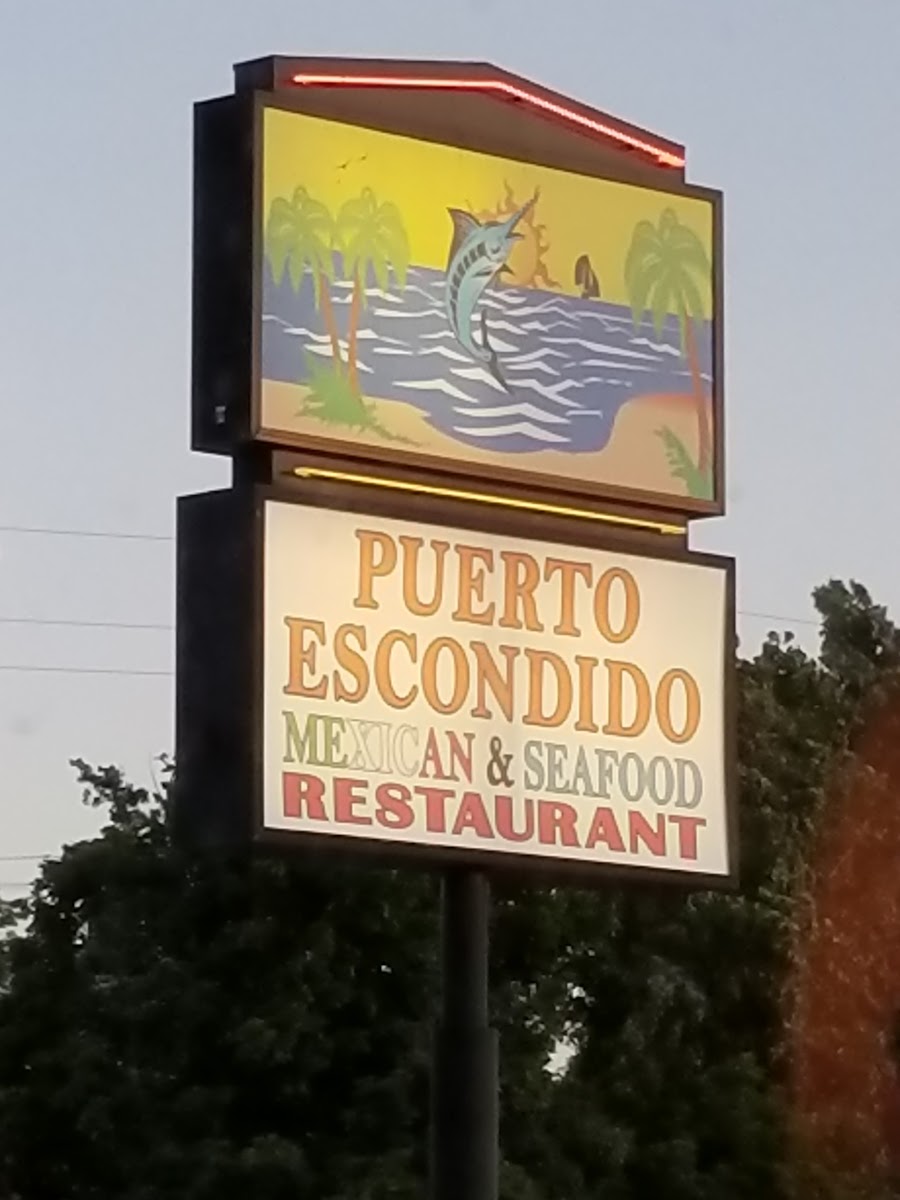 PUERTO
ESCONDIDO
MEXICAN & SEAFOOD
RESTAURANT